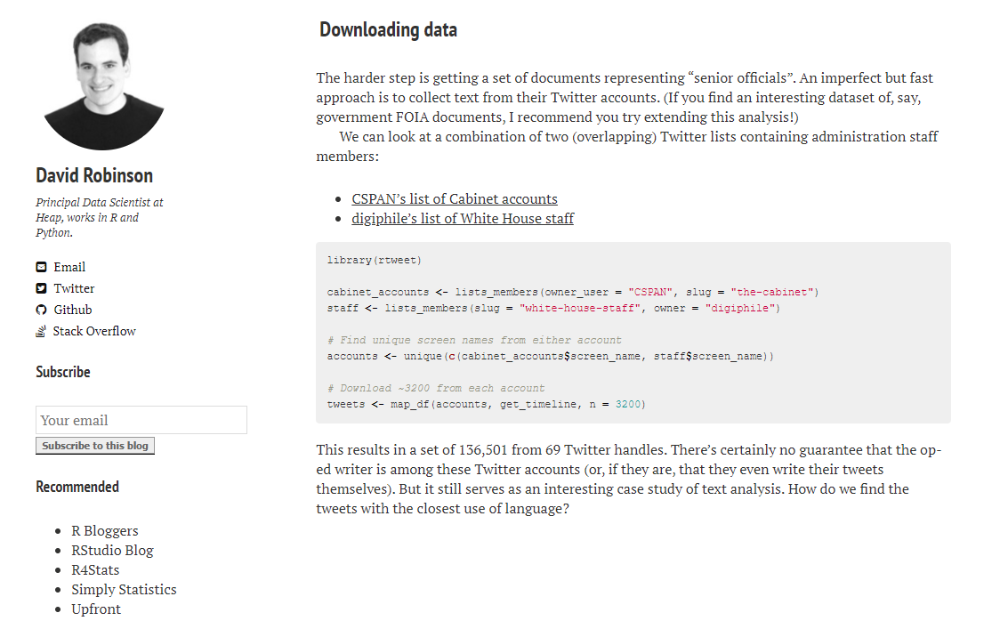 David Robinson
Principal Data Scientist at
Heap, works in R and
Python.
Email
Twitter
Github
Stack Overflow
Subscribe
Your email
Subscribe to this blog
Recommended
R Bloggers
RStudio Blog
R4Stats
Simply Statistics
Upfront
Downloading data
The harder step is getting a set of documents representing “senior officials”. An imperfect but fast
approach is to collect text from their Twitter accounts. (If you find an interesting dataset of, say,
government FOIA documents, I recommend you try extending this analysis!)
We can look at a combination of two (overlapping) Twitter lists containing administration staff
members:
CSPAN’s list of Cabinet accounts
digiphile’s list of White House staff
library(rtweet)
cabinet_accounts <- lists_members(owner_user = "CSPAN", slug = "the-cabinet")
staff <- lists_members(slug = "white-house-staff", owner = "digiphile")
# Find unique screen names from either account
accounts <- unique(c(cabinet_accounts$screen_name, staff$screen_name))
# Download ~3200 from each account
tweets <- map_df(accounts, get_timeline, n = 3200)
This results in a set of 136,501 from 69 Twitter handles. There’s certainly no guarantee that the op-
ed writer is among these Twitter accounts (or, if they are, that they even write their tweets
themselves). But it still serves as an interesting case study of text analysis. How do we find the
tweets with the closest use of language?